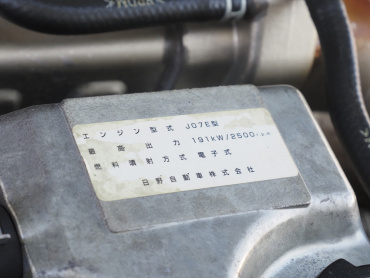 エンジン型式 J07E型
最高出力 191kW/2500
燃料噴射方式 電子式
日野自動車株式会社